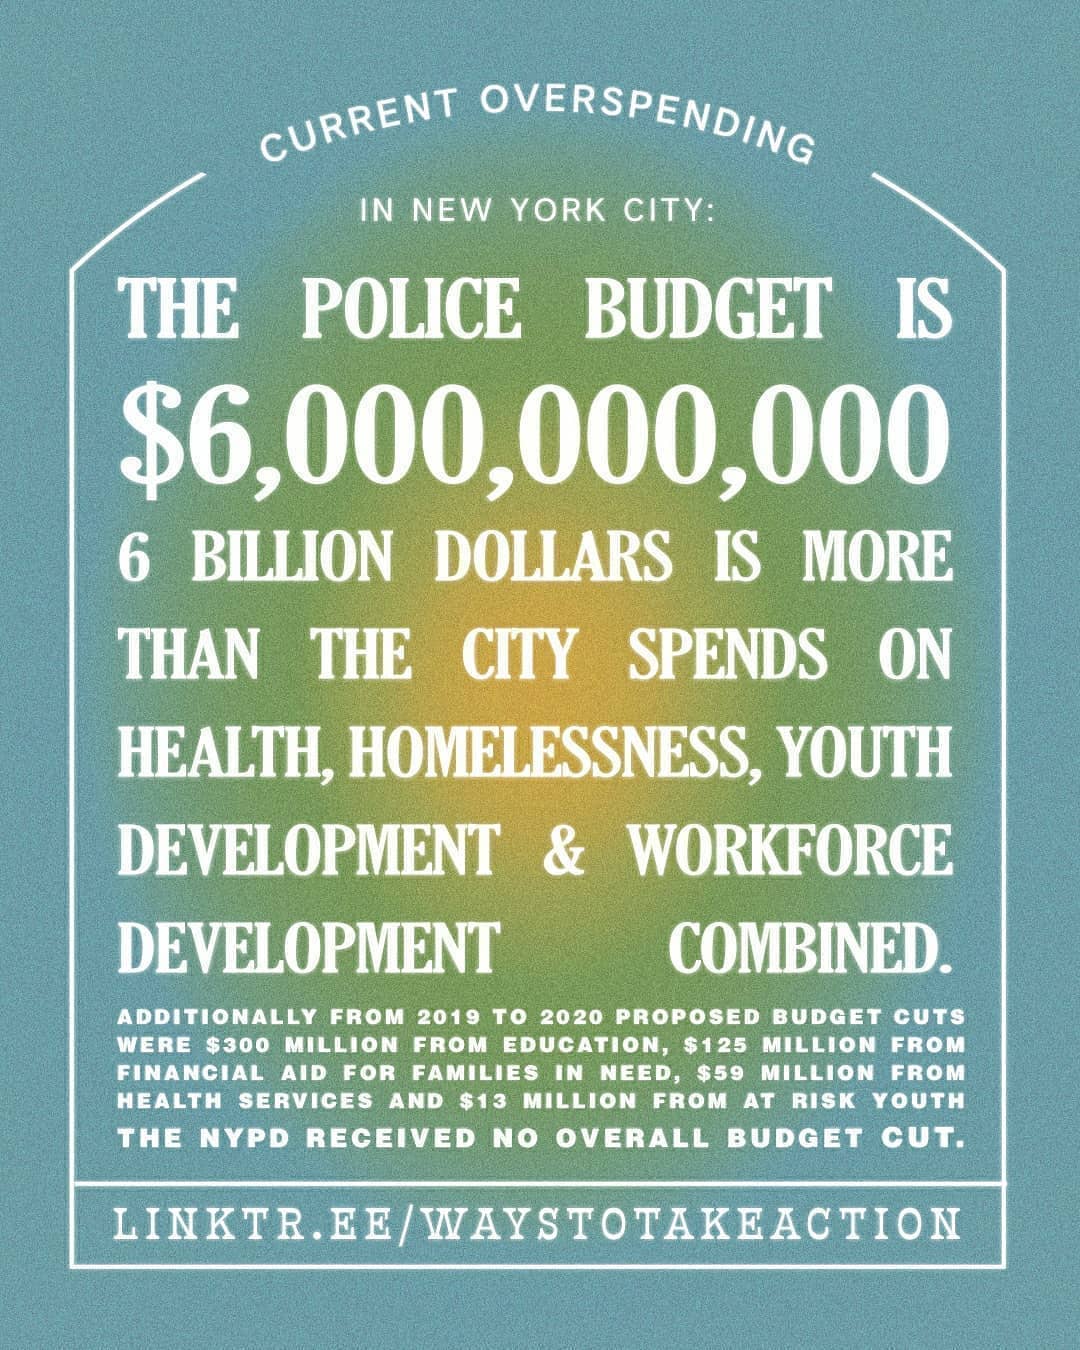 CURRENT OVERSPENDING
IN NEW YORK CITY:
THE POLICE BUDGET IS
$6,000,000,000
6 BILLION DOLLARS IS MORE
THAN THE CITY SPENDS ON
HEALTH, HOMELESSNESS, YOUTH
DEVELOPMENT & WORKFORCE
DEVELOPMENT COMBINED.
ADDITIONALLY FROM 2019 TO 2020 PROPOSED BUDGET CUTS
WERE $300 MILLION FROM EDUCATION, $125 MILLION FROM
FINANCIAL AID FOR FAMILIES IN NEED, $59 MILLION FROM
HEALTH SERVICES AND $13 MILLION FROM AT RISK YOUTH
THE NYPD RECEIVED NO OVERALL BUDGET CUT.
LINKTR.EE/WAYSTOTAKEACTION